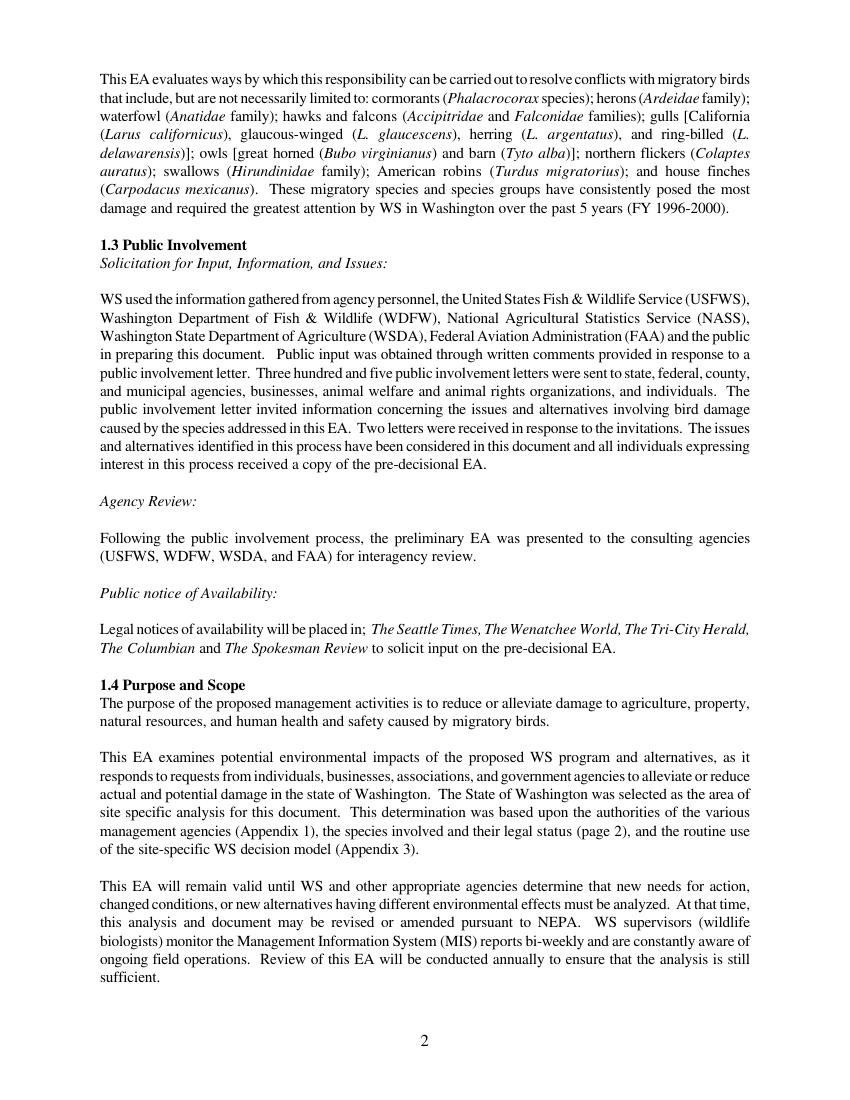 This EA evaluates ways by which this responsibility can be carried out to resolve conflicts with migratory birds
that include, but are not necessarily limited to: cormorants (Phalacrocorax species); herons (Ardeidae family);
waterfowl (Anatidae family); hawks and falcons (Accipitridae and Falconidae families); gulls [California
(Larus californicus), glaucous-winged (L. glaucescens), herring (L. argentatus), and ring-billed (L.
delawarensis)]; owls [great horned (Bubo virginianus) and barn (Tyto alba)]; northern flickers (Colaptes
auratus); swallows (Hirundinidae family); American robins (Turdus migratorius); and house finches
(Carpodacus mexicanus). These migratory species and species groups have consistently posed the most
damage and required the greatest attention by WS in Washington over the past 5 years (FY 1996-2000).
1.3 Public Involvement
Solicitation for Input, Information, and Issues:
WS used the information gathered from agency personnel, the United States Fish & Wildlife Service (USFWS),
Washington Department of Fish & Wildlife (WDFW), National Agricultural Statistics Service (NASS),
Washington State Department of Agriculture (WSDA), Federal Aviation Administration (FAA) and the public
in preparing this document. Public input was obtained through written comments provided in response to a
public involvement letter. Three hundred and five public involvement letters were sent to state, federal, county,
and municipal agencies, businesses, animal welfare and animal rights organizations, and individuals. The
public involvement letter invited information concerning the issues and alternatives involving bird damage
caused by the species addressed in this EA. Two letters were received in response to the invitations. The issues
and alternatives identified in this process have been considered in this document and all individuals expressing
interest in this process received a copy of the pre-decisional EA.
Agency Review:
Following the public involvement process, the preliminary EA was presented to the consulting agencies
(USFWS, WDFW, WSDA, and FAA) for interagency review.
Public notice of Availability:
Legal notices of availability will be placed in; The Seattle Times, The Wenatchee World, The Tri-City Herald,
The Columbian and The Spokesman Review to solicit input on the pre-decisional EA.
1.4 Purpose and Scope
The purpose of the proposed management activities is to reduce or alleviate damage to agriculture, property,
natural resources, and human health and safety caused by migratory birds.
This EA examines potential environmental impacts of the proposed WS program and alternatives, as it
responds to requests from individuals, businesses, associations, and government agencies to alleviate or reduce
actual and potential damage in the state of Washington. The State of Washington was selected as the area of
site specific analysis for this document. This determination was based upon the authorities of the various
management agencies (Appendix 1), the species involved and their legal status (page 2), and the routine use
of the site-specific WS decision model (Appendix 3).
This EA will remain valid until WS and other appropriate agencies determine that new needs for action,
changed conditions, or new alternatives having different environmental effects must be analyzed. At that time,
this analysis and document may be revised or amended pursuant to NEPA. WS supervisors (wildlife
biologists) monitor the Management Information System (MIS) reports bi-weekly and are constantly aware of
ongoing field operations. Review of this EA will be conducted annually to ensure that the analysis is still
sufficient.
2